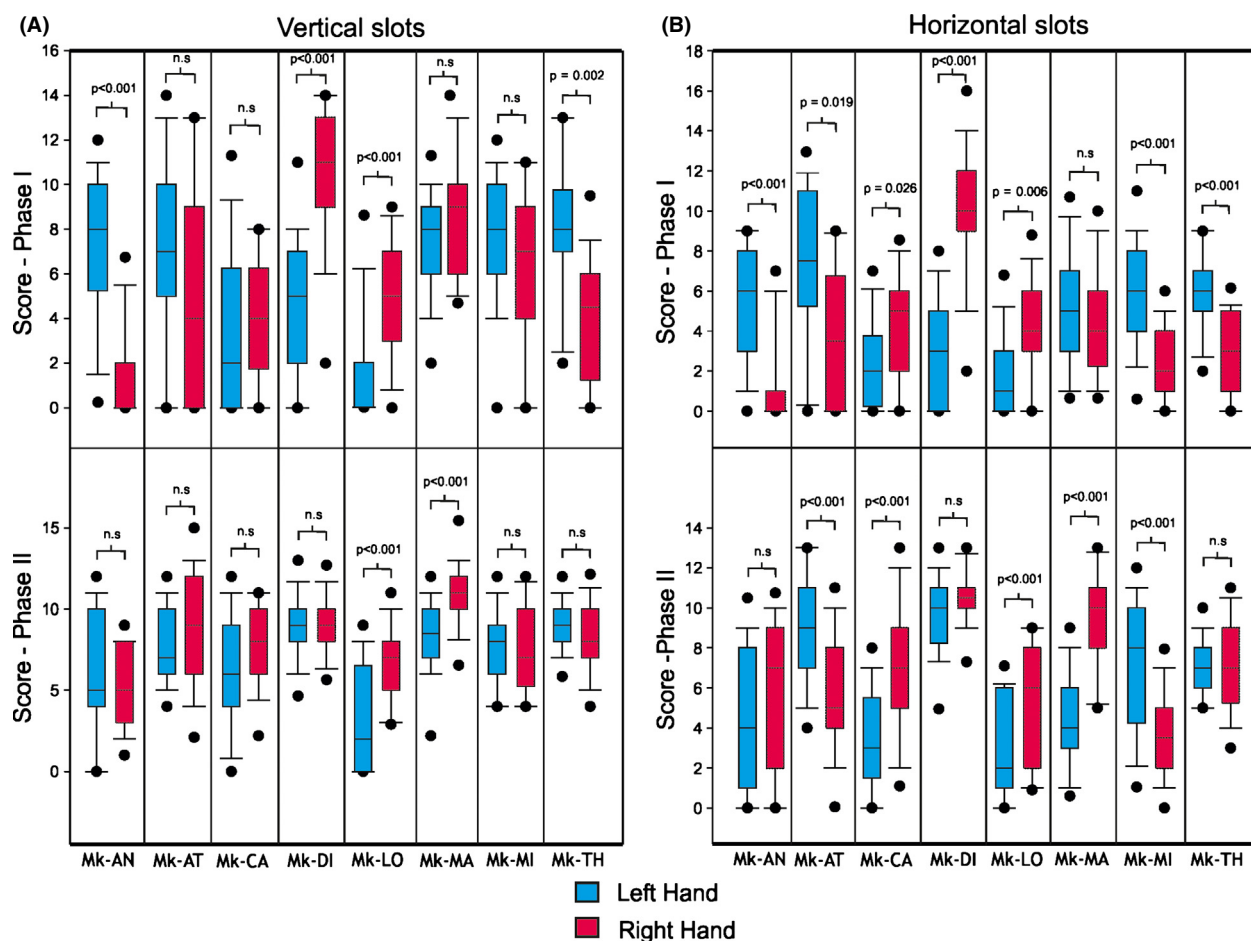 (A) Vertical slots
(B) Horizontal slots
Score - Phase I
16
14
12
10
8
6
4
2
0
p<0.001
n.s
n.s
p<0.001
p<0.001
n.s
n.s
p = 0.002
Score - Phase I
18
16
14
12
10
8
6
4
2
0
p<0.001
p = 0.019
p = 0.026
p<0.001
p = 0.006
n.s
p<0.001
p<0.001
Score - Phase II
15
10
5
0
n.s
n.s
n.s
n.s
p<0.001
p<0.001
n.s
n.s
Score -Phase II
14
12
10
8
6
4
2
0
n.s
p<0.001
p<0.001
n.s
p<0.001
p<0.001
p<0.001
n.s
Mk-AN Mk-AT Mk-CA Mk-DI Mk-LO Mk-MA Mk-MI Mk-TH
Mk-AN Mk-AT Mk-CA Mk-DI Mk-LO Mk-MA Mk-MI Mk-TH
Left Hand
Right Hand